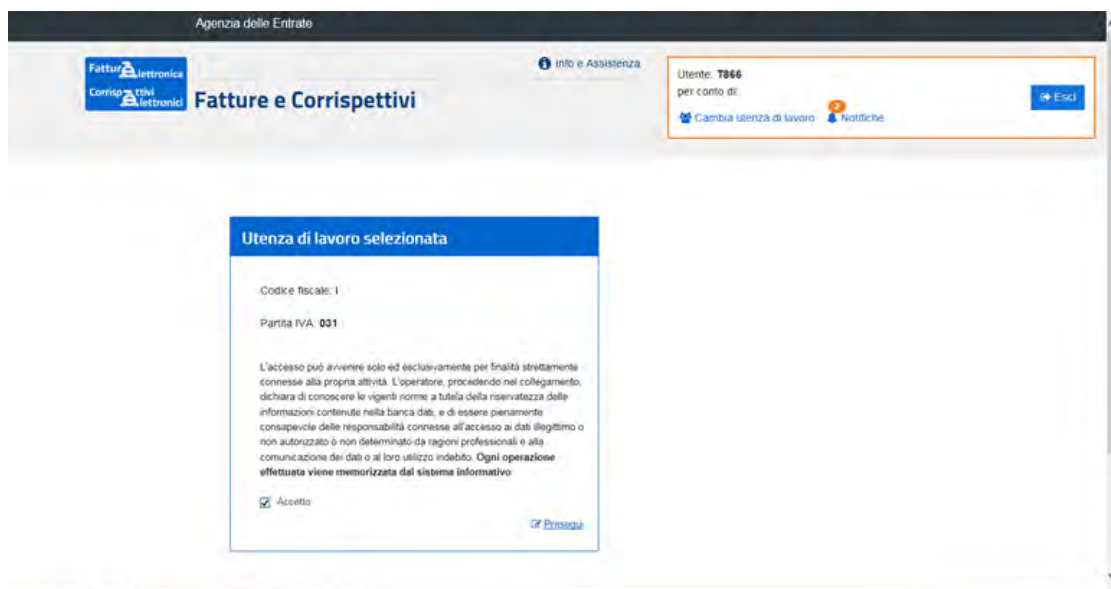 Agenzia delle Entrate
FatturAElettronica
CorrispEttivi Elettronici
Fatture e Corrispettivi
Info e Assistenza
Utente: T866
per conto di:
Cambia utenza di lavoro 2 Notifiche
Esci
Utenza di lavoro selezionata
Codice fiscale: I
Partita IVA: 031
L'accesso può avvenire solo ed esclusivamente per finalità strettamente
connesse alla propria attività. L'operatore, procedendo nel collegamento,
dichiara di conoscere le vigenti norme a tutela della riservatezza delle
informazioni contenute nella banca dati, e di essere pienamente
consapevole delle responsabilità connesse all'accesso ai dati illegittimo o
non autorizzato o non determinato da ragioni professionali e alla
comunicazione dei dati o al loro utilizzo indebito. Ogni operazione
effettuata viene memorizzata dal sistema informativo
Accetto
Prosegui